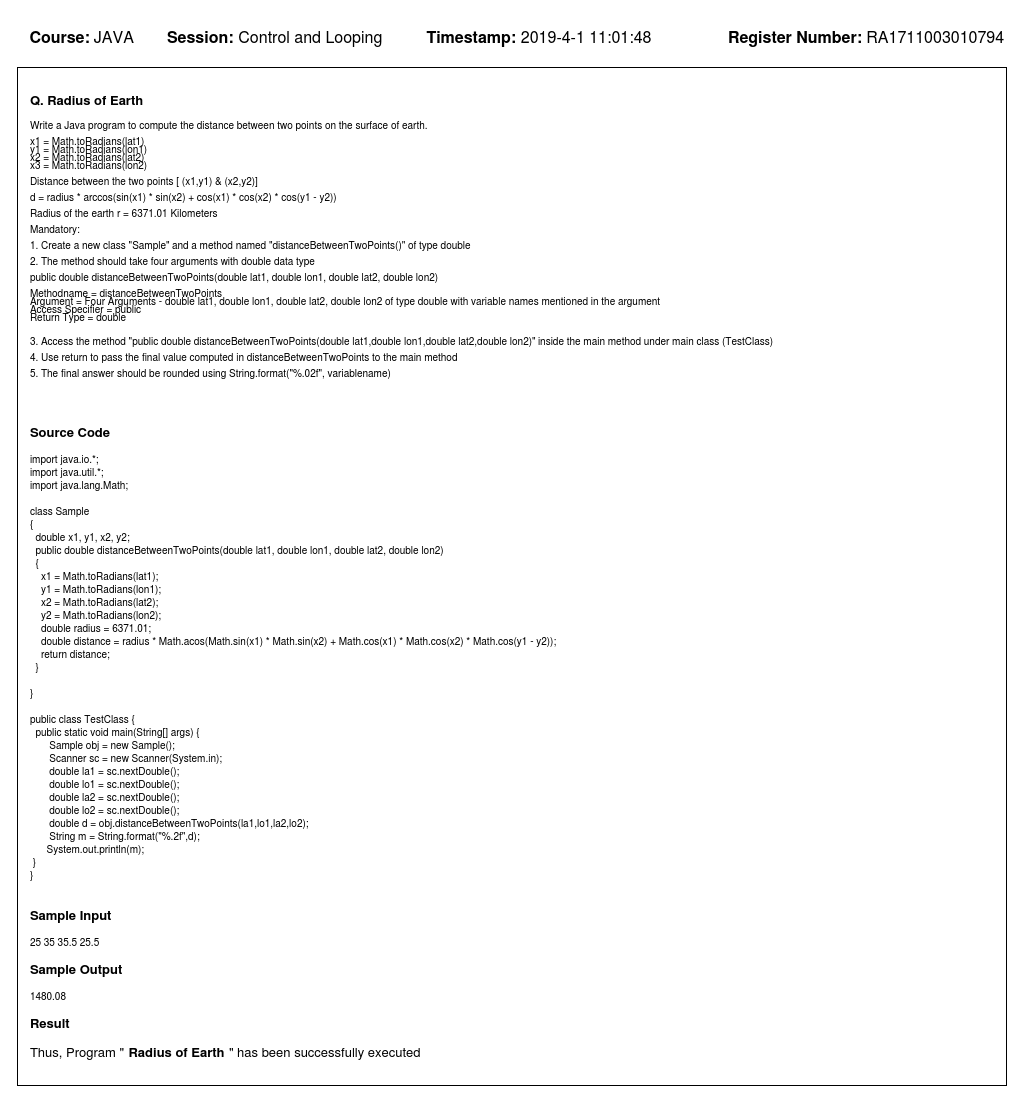 Course: JAVA Session: Control and Looping Timestamp: 2019-4-1 11:01:48 Register Number: RA1711003010794
Q. Radius of Earth
Write a Java program to compute the distance between two points on the surface of earth.
x1 = Math.toRadians(lat1)
y1 = Math.toRadians(lon1)
x2 = Math.toRadians(lat2)
x3 = Math.toRadians(lon2)
Distance between the two points [ (x1,y1) & (x2,y2)]
d = radius * arccos(sin(x1) * sin(x2) + cos(x1) * cos(x2) * cos(y1 - y2))
Radius of the earth r = 6371.01 Kilometers
Mandatory:
1. Create a new class "Sample" and a method named "distanceBetweenTwoPoints()" of type double
2. The method should take four arguments with double data type
public double distanceBetweenTwoPoints(double lat1, double lon1, double lat2, double lon2)
Methodname = distanceBetweenTwoPoints
Argument = Four Arguments - double lat1, double lon1, double lat2, double lon2 of type double with variable names mentioned in the argument
Access Specifier = public
Return Type = double
3. Access the method "public double distanceBetweenTwoPoints(double lat1,double lon1,double lat2,double lon2)" inside the main method under main class (TestClass)
4. Use return to pass the final value computed in distanceBetweenTwoPoints to the main method
5. The final answer should be rounded using String.format("%.02f", variablename)
Source Code
import java.io.*;
import java.util.*;
import java.lang.Math;
class Sample
{
double x1, y1, x2, y2;
public double distanceBetweenTwoPoints(double lat1, double lon1, double lat2, double lon2)
{
x1 = Math.toRadians(lat1);
y1 = Math.toRadians(lon1);
x2 = Math.toRadians(lat2);
y2 = Math.toRadians(lon2);
double radius = 6371.01;
double distance = radius * Math.acos(Math.sin(x1) * Math.sin(x2) + Math.cos(x1) * Math.cos(x2) * Math.cos(y1 - y2));
return distance;
}
}
public class TestClass {
public static void main(String[] args) {
Sample obj = new Sample();
Scanner sc = new Scanner(System.in);
double la1 = sc.nextDouble();
double lo1 = sc.nextDouble();
double la2 = sc.nextDouble();
double lo2 = sc.nextDouble();
double d = obj.distanceBetweenTwoPoints(la1,lo1,la2,lo2);
String m = String.format("%.2f",d);
System.out.println(m);
}
}
Sample Input
25 35 35.5 25.5
Sample Output
1480.08
Result
Thus, Program " Radius of Earth " has been successfully executed